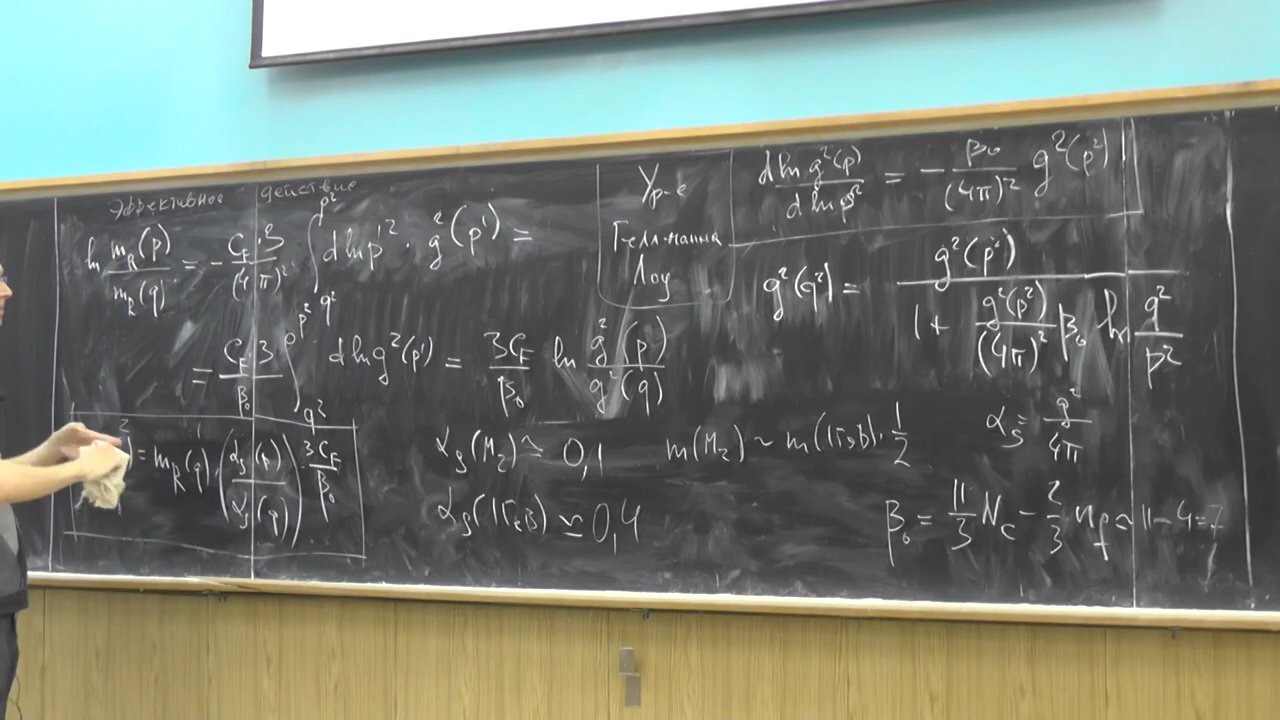 Эффективное действие
ln m_R(p)/m_R(q) = - C_F·3/(4π)² ∫_{q²}^{p²} d ln p'² · g²(p') =
= C_F·3/β₀ ∫_{q²}^{p²} d ln g²(p') = 3C_F/β₀ ln g²(p)/g²(q)
= m_R(q) · (α_s(p)/α_s(q))^{3C_F/β₀}
α_s(M_Z) ≃ 0,1
α_s(1ГэВ) ≃ 0,4
m(M_Z) ~ m(1ГэВ)·1/2
Ур-е
Гелл-манна
Лоу
d ln g²(p)/d ln p² = - β₀/(4π)² g²(p²)
g²(q²) = g²(p²)/(1 + g²(p²)/(4π)² β₀ ln q²/p²)
α_s = g²/4π
β₀ = 11/3 N_c - 2/3 n_f ≃ 11-4=7